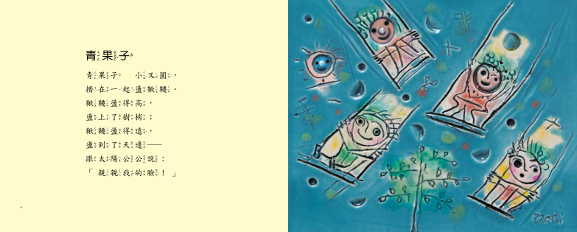 青果子
青果子，小又圓，
擠在一起盪鞦韆，
鞦韆盪得高，
盪上了樹梢；
鞦韆盪得遠，
盪到了天邊——
跟太陽公公說：
「親親我的臉！」